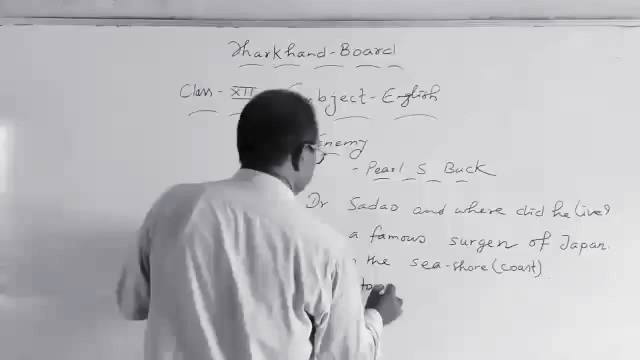 Jharkhand-Board
Class - XII Subject - English
Enemy
- Pearl S Buck
Dr Sadao and where did he live?
a famous surgen of Japan.
the sea-shore (coast)
to